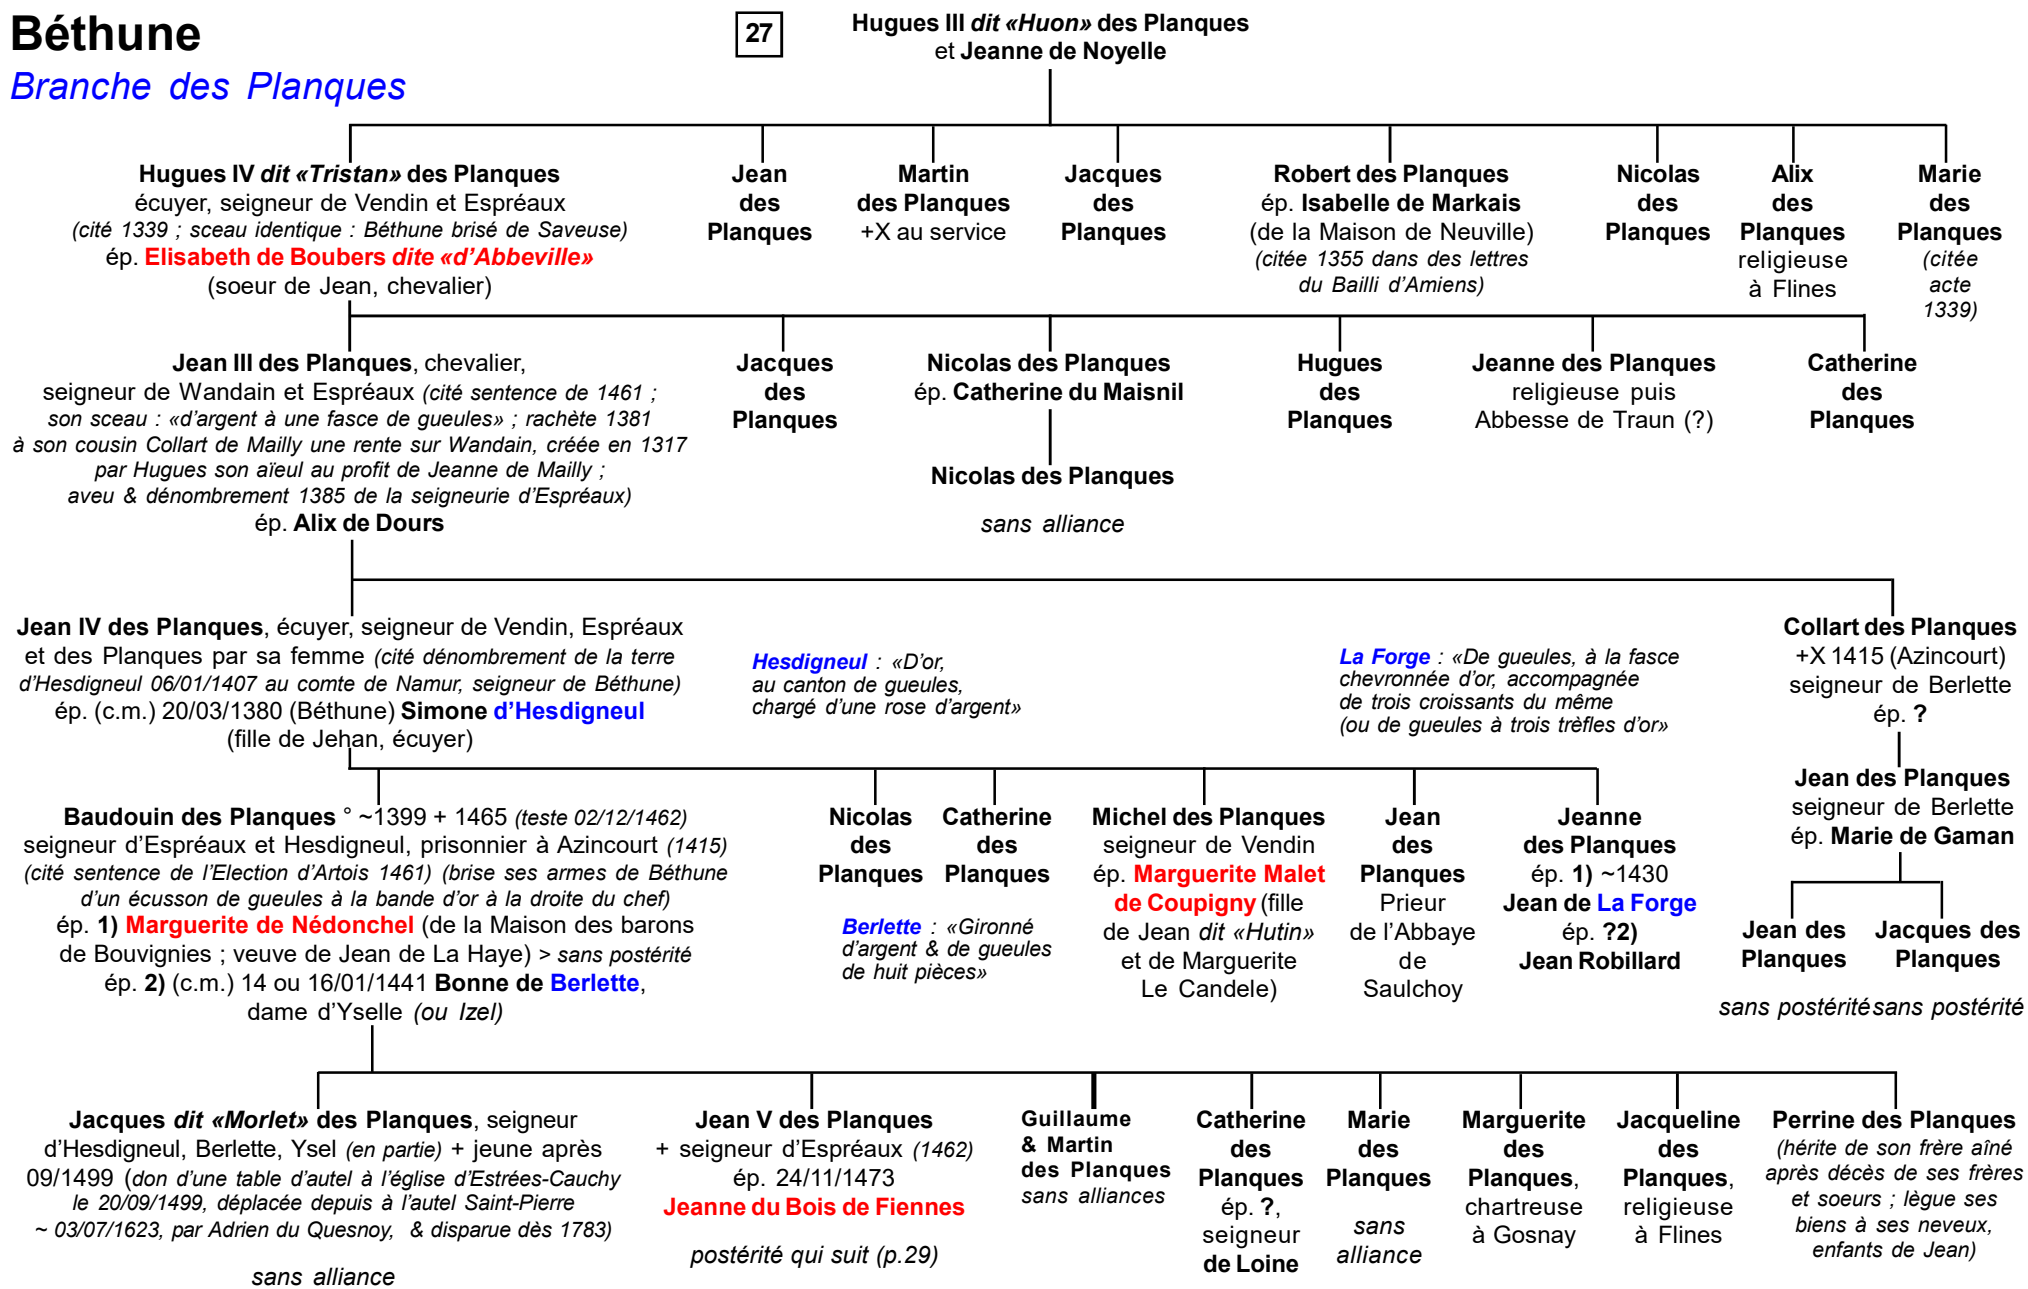 Béthune
Branche des Planques
27
Hugues III dit «Huon» des Planques
et Jeanne de Noyelle
Hugues IV dit «Tristan» des Planques
écuyer, seigneur de Vendin et Espréaux
(cité 1339 ; sceau identique : Béthune brisé de Saveuse)
ép. Elisabeth de Boubers dite «d'Abbeville»
(soeur de Jean, chevalier)
Jean
des
Planques
Martin
des Planques
+X au service
Jacques
des
Planques
Robert des Planques
ép. Isabelle de Markais
(de la Maison de Neuville)
(citée 1355 dans des lettres
du Bailli d'Amiens)
Nicolas
des
Planques
Alix
des
Planques
religieuse
à Flines
Marie
des
Planques
(citée
acte
1339)
Jean III des Planques, chevalier,
seigneur de Wandain et Espréaux (cité sentence de 1461 ;
son sceau : «d'argent à une fasce de gueules» ; rachète 1381
à son cousin Collart de Mailly une rente sur Wandain, créée en 1317
par Hugues son aïeul au profit de Jeanne de Mailly ;
aveu & dénombrement 1385 de la seigneurie d'Espréaux)
ép. Alix de Dours
Jacques
des
Planques
Nicolas des Planques
ép. Catherine du Maisnil
Nicolas des Planques
sans alliance
Hugues
des
Planques
Jeanne des Planques
religieuse puis
Abbesse de Traun (?)
Catherine
des
Planques
Jean IV des Planques, écuyer, seigneur de Vendin, Espréaux
et des Planques par sa femme (cité dénombrement de la terre
d'Hesdigneul 06/01/1407 au comte de Namur, seigneur de Béthune)
ép. (c.m.) 20/03/1380 (Béthune) Simone d'Hesdigneul
(fille de Jehan, écuyer)
Hesdigneul : «D'or,
au canton de gueules,
chargé d'une rose d'argent»
La Forge : «De gueules, à la fasce
chevronnée d'or, accompagnée
de trois croissants du même
(ou de gueules à trois trèfles d'or»
Collart des Planques
+X 1415 (Azincourt)
seigneur de Berlette
ép. ?
Jean des Planques
seigneur de Berlette
ép. Marie de Gaman
Jean des
Planques
sans postérité
Jacques des
Planques
sans postérité
Baudouin des Planques ° ~1399 + 1465 (teste 02/12/1462)
seigneur d'Espréaux et Hesdigneul, prisonnier à Azincourt (1415)
(cité sentence de l'Election d'Artois 1461) (brise ses armes de Béthune
d'un écusson de gueules à la bande d'or à la droite du chef)
ép. 1) Marguerite de Nédonchel (de la Maison des barons
de Bouvignies ; veuve de Jean de La Haye) > sans postérité
ép. 2) (c.m.) 14 ou 16/01/1441 Bonne de Berlette,
dame d'Yselle (ou Izel)
Nicolas
des
Planques
Catherine
des
Planques
Berlette : «Gironné
d'argent & de gueules
de huit pièces»
Michel des Planques
seigneur de Vendin
ép. Marguerite Malet
de Coupigny (fille
de Jean dit «Hutin»
et de Marguerite
Le Candele)
Jean
des
Planques
Prieur
de l'Abbaye
de
Saulchoy
Jeanne
des Planques
ép. 1) ~1430
Jean de La Forge
ép. ?2)
Jean Robillard
Jacques dit «Morlet» des Planques, seigneur
d'Hesdigneul, Berlette, Ysel (en partie) + jeune après
09/1499 (don d'une table d'autel à l'église d'Estrées-Cauchy
le 20/09/1499, déplacée depuis à l'autel Saint-Pierre
~ 03/07/1623, par Adrien du Quesnoy, & disparue dès 1783)
sans alliance
Jean V des Planques
+ seigneur d'Espréaux (1462)
ép. 24/11/1473
Jeanne du Bois de Fiennes
postérité qui suit (p.29)
Guillaume
& Martin
des Planques
sans alliances
Catherine
des
Planques
ép. ?,
seigneur
de Loine
Marie
des
Planques
sans
alliance
Marguerite
des
Planques,
chartreuse
à Gosnay
Jacqueline
des
Planques,
religieuse
à Flines
Perrine des Planques
(hérite de son frère aîné
après décès de ses frères
et soeurs ; lègue ses
biens à ses neveux,
enfants de Jean)